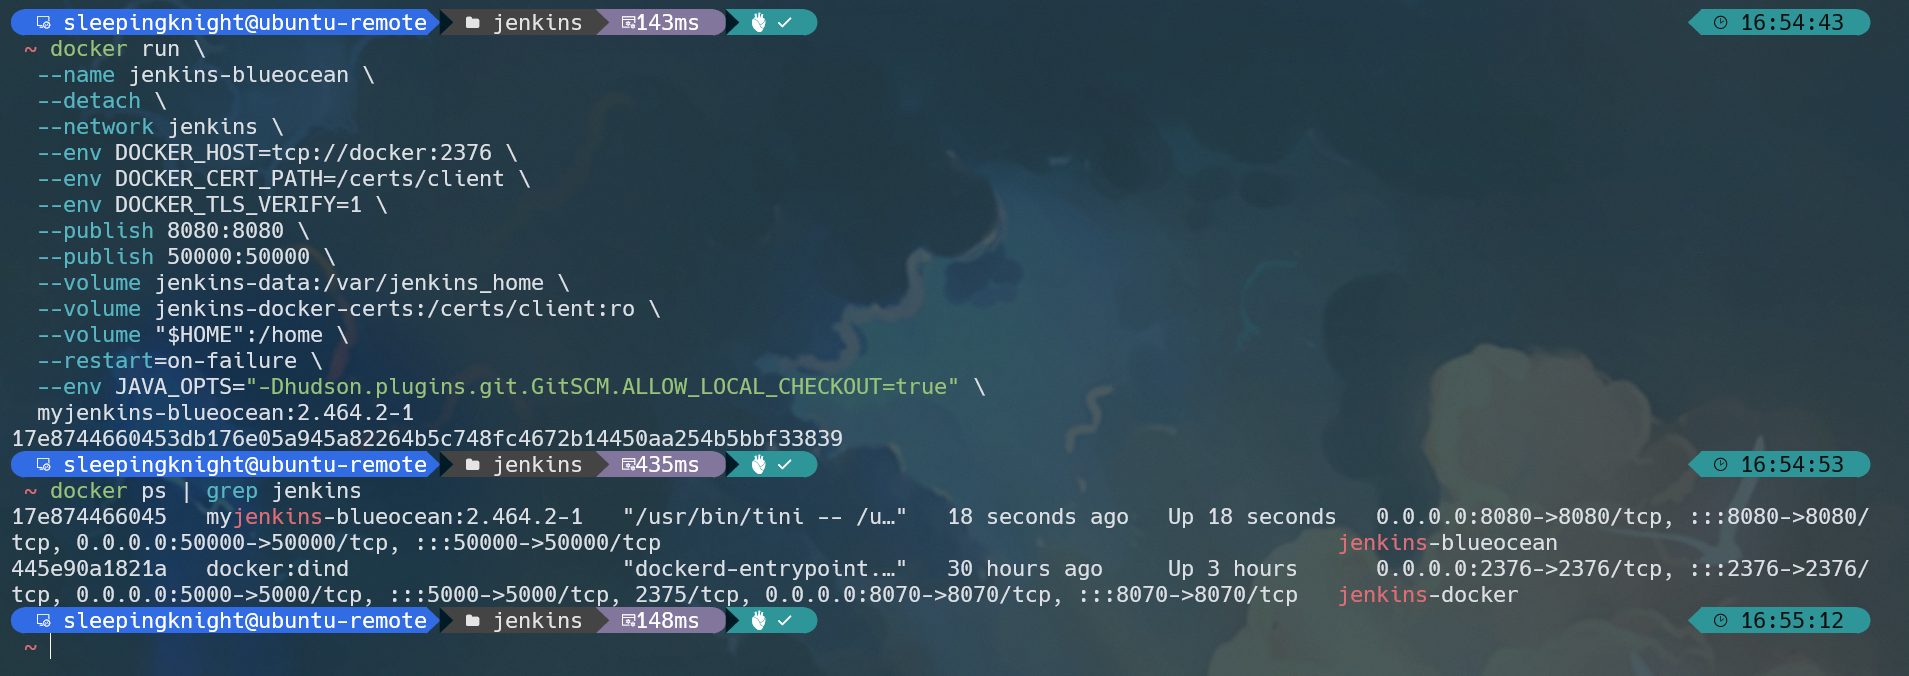 sleepingknight@ubuntu-remote jenkins 143ms 16:54:43
~ docker run \
--name jenkins-blueocean \
--detach \
--network jenkins \
--env DOCKER_HOST=tcp://docker:2376 \
--env DOCKER_CERT_PATH=/certs/client \
--env DOCKER_TLS_VERIFY=1 \
--publish 8080:8080 \
--publish 50000:50000 \
--volume jenkins-data:/var/jenkins_home \
--volume jenkins-docker-certs:/certs/client:ro \
--volume "$HOME":/home \
--restart=on-failure \
--env JAVA_OPTS="-Dhudson.plugins.git.GitSCM.ALLOW_LOCAL_CHECKOUT=true" \
myjenkins-blueocean:2.464.2-1
17e8744660453db176e05a945a82264b5c748fc4672b14450aa254b5bbf33839
sleepingknight@ubuntu-remote jenkins 435ms 16:54:53
~ docker ps | grep jenkins
17e874466045 myjenkins-blueocean:2.464.2-1 "/usr/bin/tini -- /u…" 18 seconds ago Up 18 seconds 0.0.0.0:8080->8080/tcp, :::8080->8080/
tcp, 0.0.0.0:50000->50000/tcp, :::50000->50000/tcp jenkins-blueocean
445e90a1821a docker:dind "dockerd-entrypoint.…" 30 hours ago Up 3 hours 0.0.0.0:2376->2376/tcp, :::2376->2376/
tcp, 0.0.0.0:5000->5000/tcp, :::5000->5000/tcp, 2375/tcp, 0.0.0.0:8070->8070/tcp, :::8070->8070/tcp jenkins-docker
sleepingknight@ubuntu-remote jenkins 148ms 16:55:12
~